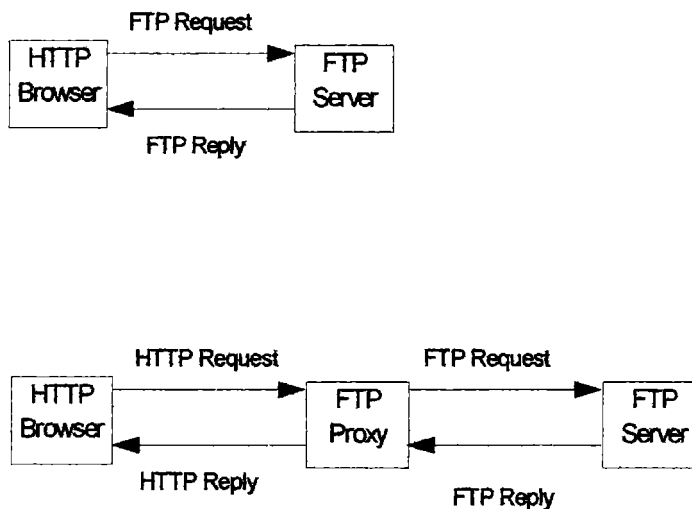 FTP Request
HTTP
Browser
FTP
Server
FTP Reply
HTTP Request
FTP Request
HTTP
Browser
FTP
Proxy
FTP
Server
HTTP Reply
FTP Reply